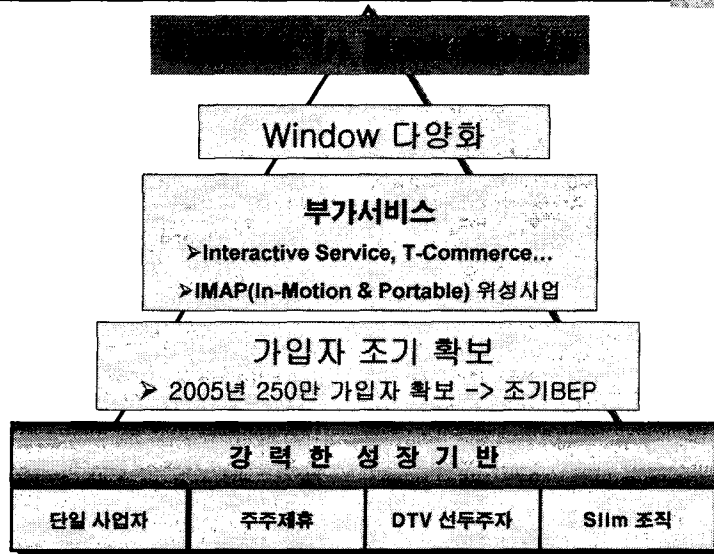 Window 다양화
부가서비스
➢Interactive Service, T-Commerce...
➢IMAP(In-Motion & Portable) 위성사업
가입자 조기 확보
➢ 2005년 250만 가입자 확보 -> 조기BEP
강 력 한 성 장 기 반
단일 사업자 주주제휴 DTV 선두주자 Slim 조직